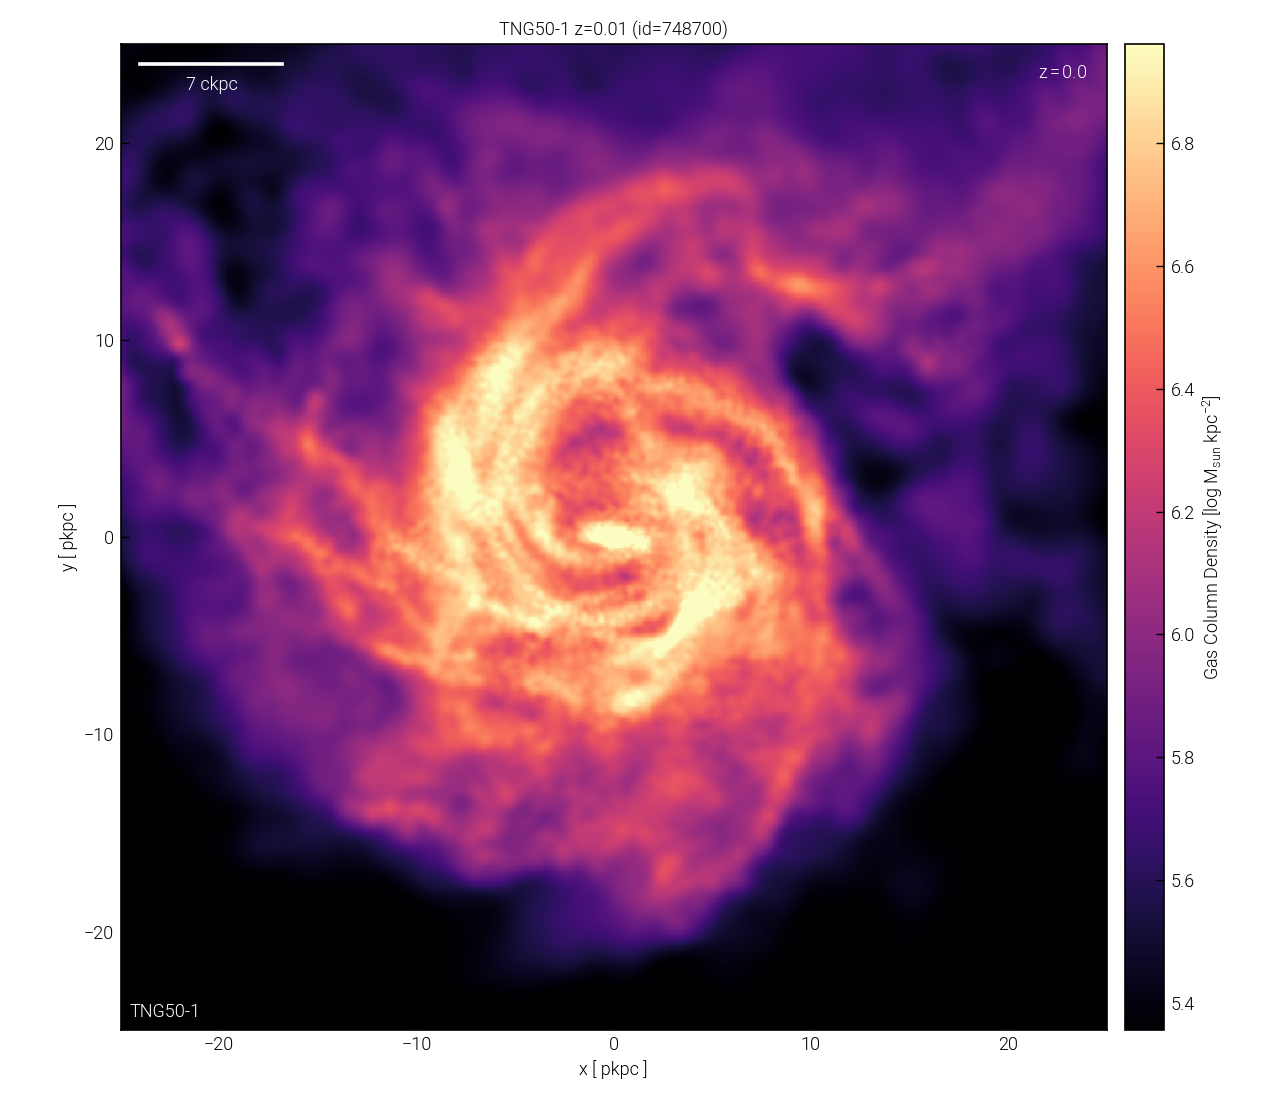 TNG50-1 z=0.01 (id=748700)
7 ckpc
z=0.0
20
10
0
−10
−20
y [ pkpc ]
TNG50-1
−20
−10
0
10
20
x [ pkpc ]
6.8
6.6
6.4
6.2
6.0
5.8
5.6
5.4
Gas Column Density [log M_sun kpc⁻²]